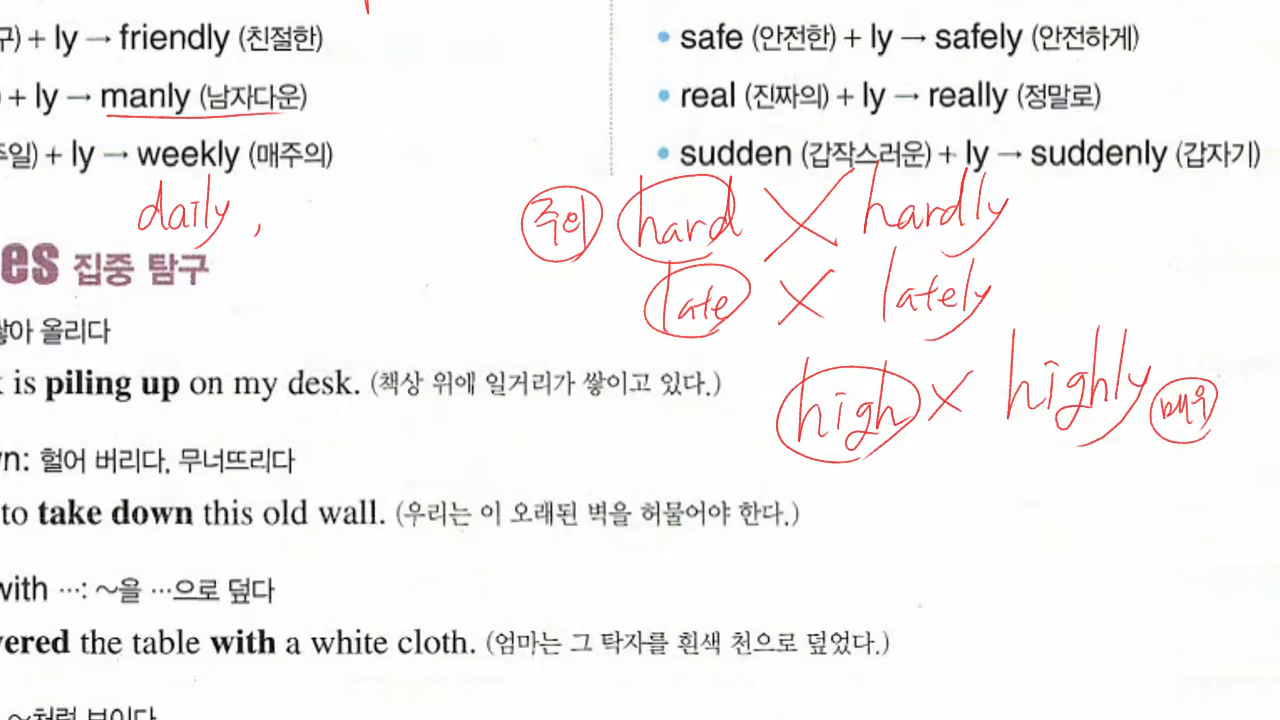 구) + ly → friendly (친절한)
) + ly → manly (남자다운)
주일) + ly → weekly (매주의)
daily,
• safe (안전한) + ly → safely (안전하게)
• real (진짜의) + ly → really (정말로)
• sudden (갑작스러운) + ly → suddenly (갑자기)
주의 hard X hardly
late X lately
high X highly 매우
es 집중 탐구
쌓아 올리다
is piling up on my desk. (책상 위에 일거리가 쌓이고 있다.)
: 헐어 버리다, 무너뜨리다
to take down this old wall. (우리는 이 오래된 벽을 허물어야 한다.)
with …: ~을 …으로 덮다
vered the table with a white cloth. (엄마는 그 탁자를 흰색 천으로 덮었다.)
~처럼 보이다